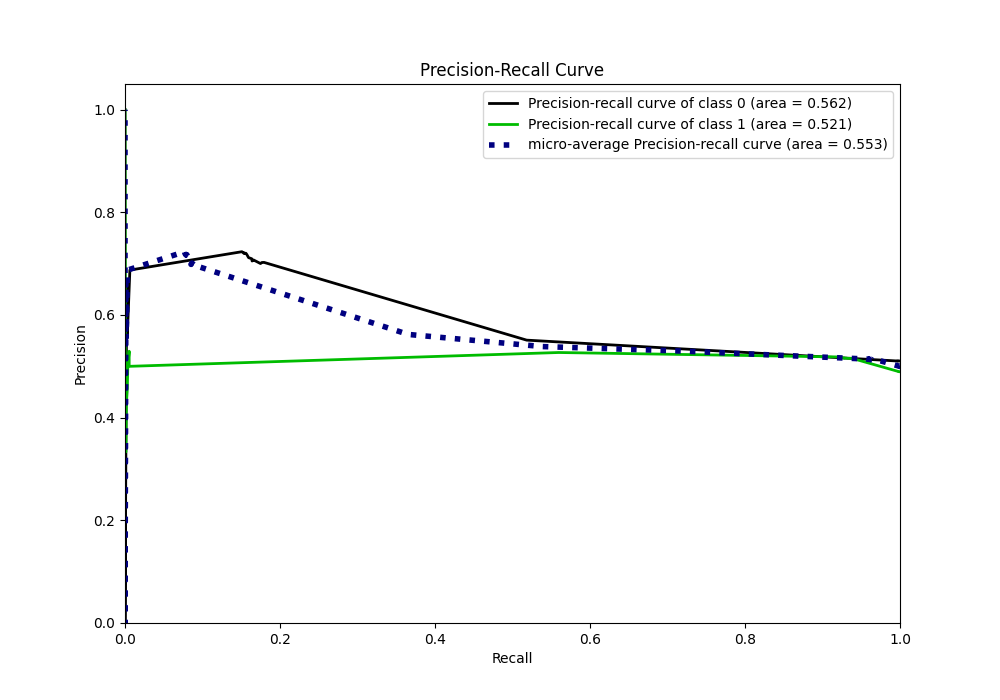 Precision-Recall Curve
Precision-recall curve of class 0 (area = 0.562)
Precision-recall curve of class 1 (area = 0.521)
micro-average Precision-recall curve (area = 0.553)
1.0
0.8
0.6
0.4
0.2
0.0
Precision
0.0 0.2 0.4 0.6 0.8 1.0
Recall